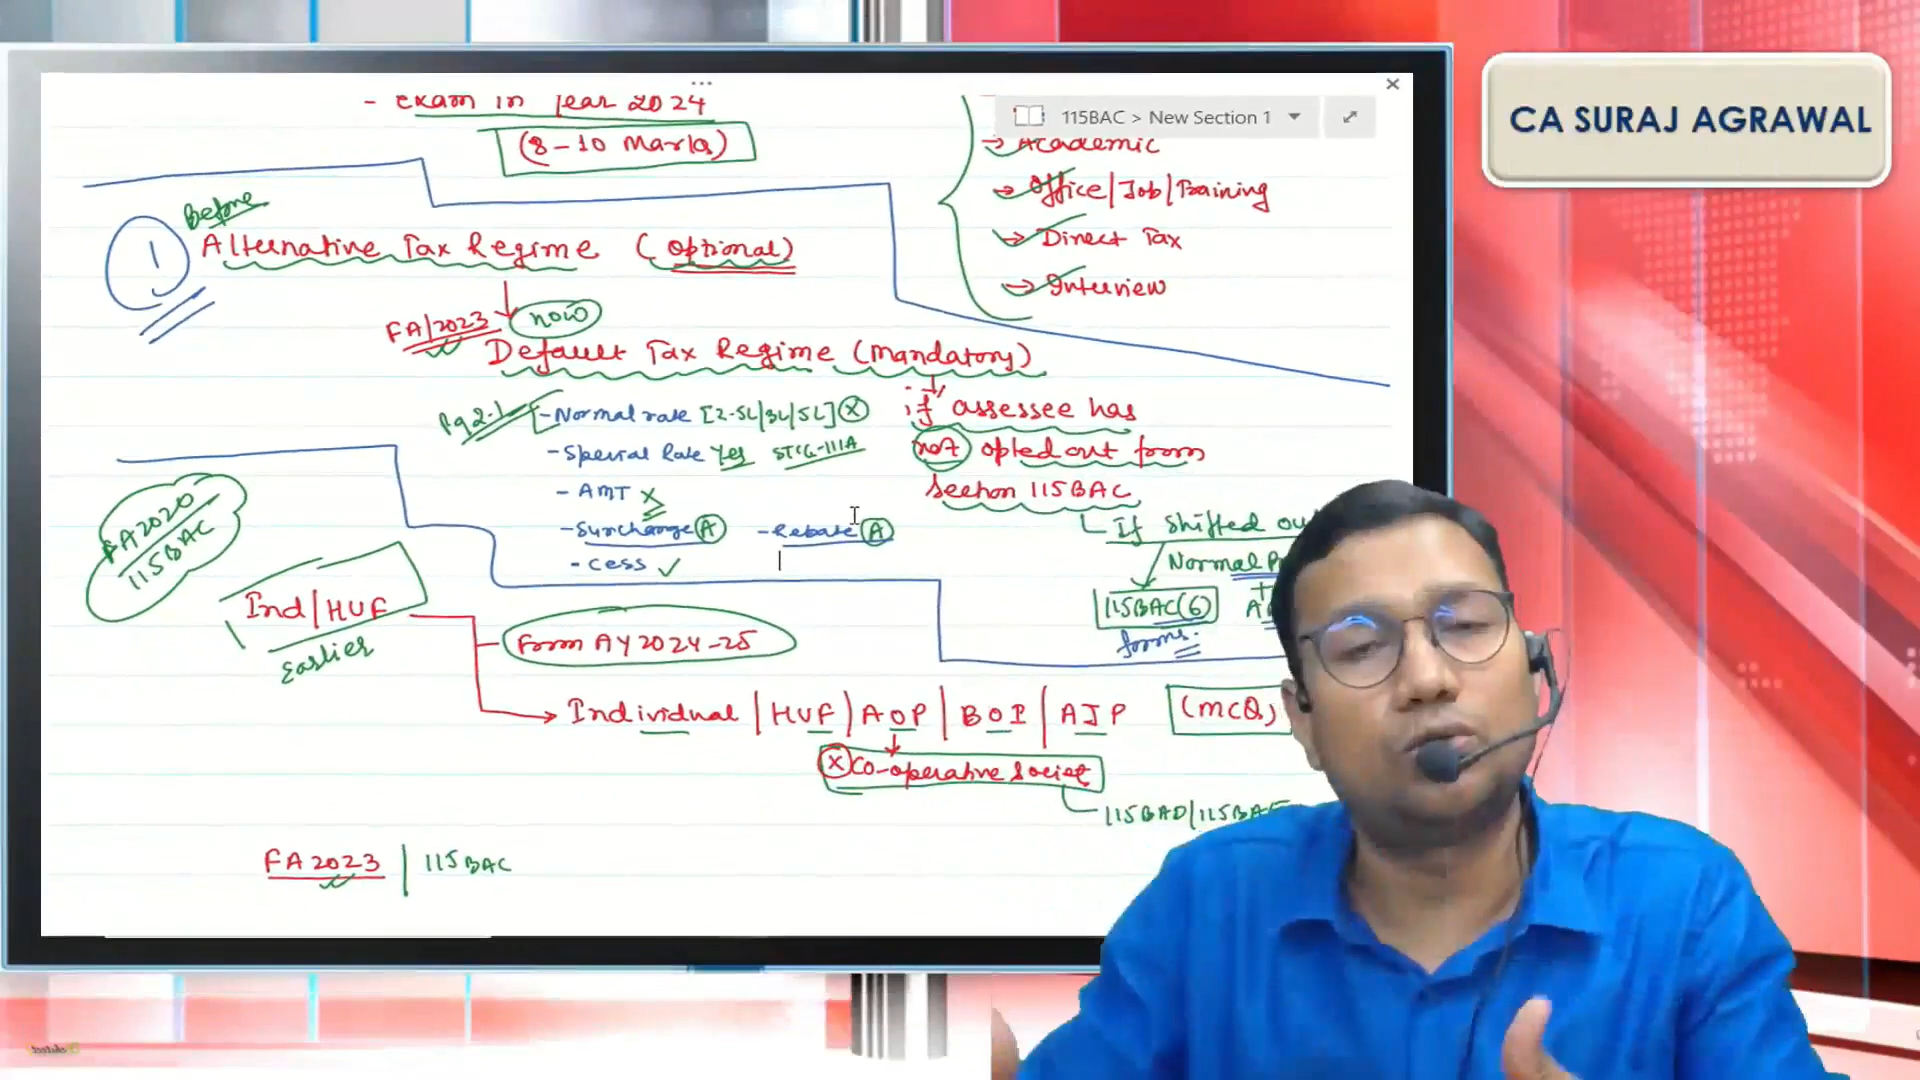 CA SURAJ AGRAWAL
115BAC > New Section 1
- exam in year 2024
(8-10 Marks)
→ Academic
→ Office/Job/Training
→ Direct Tax
→ Interview
1
Before
Alternative Tax Regime (optional)
FA/2023
now
Default Tax Regime (Mandatory)
Pg 2.1
- Normal rate [2.5L/3L/5L] X
- Special Rate Yes STCG-111A
- AMT X
- Surcharge A
- Rebate A
- cess ✓
if assessee has
not opted out from
Section 115BAC
If Shifted
Normal
115BAC(6)
forms.
FA2020
115BAC
Ind/HUF
Earlier
From AY 2024-25
→ Individual | HUF | AOP | BOI | AJP
(MCQ)
X Co-operative Societ
115BAD/115BAE
FA 2023 | 115BAC